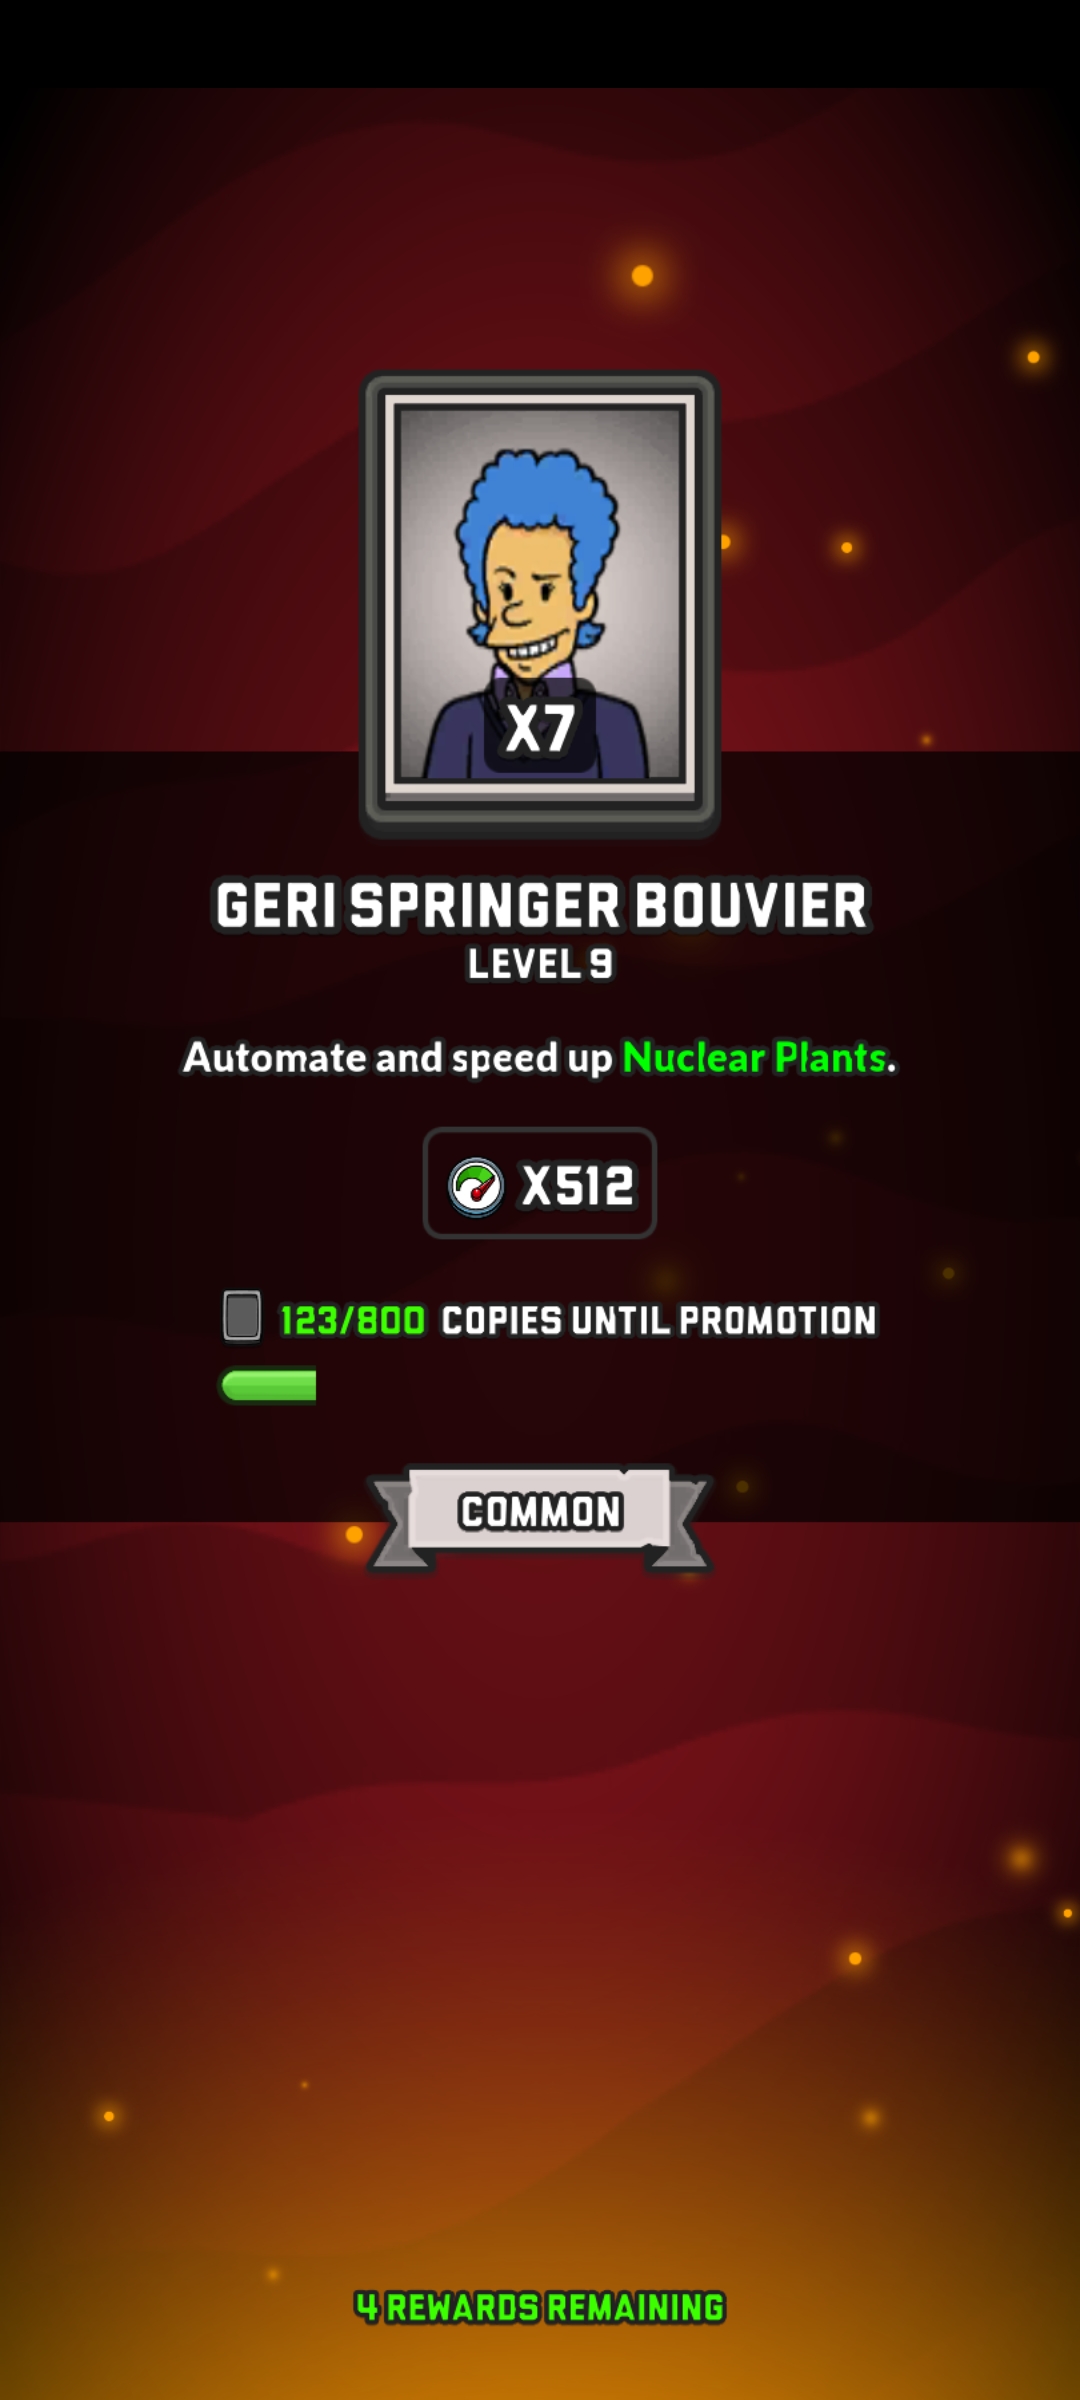 X7
GERI SPRINGER BOUVIER
LEVEL 9
Automate and speed up Nuclear Plants.
X512
123/800 COPIES UNTIL PROMOTION
COMMON
4 REWARDS REMAINING